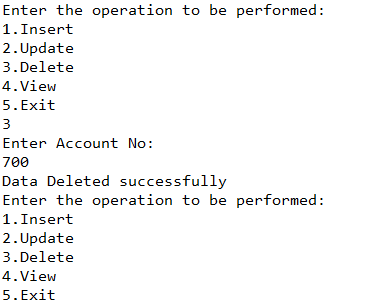 Enter the operation to be performed:
1.Insert
2.Update
3.Delete
4.View
5.Exit
3
Enter Account No:
700
Data Deleted successfully
Enter the operation to be performed:
1.Insert
2.Update
3.Delete
4.View
5.Exit